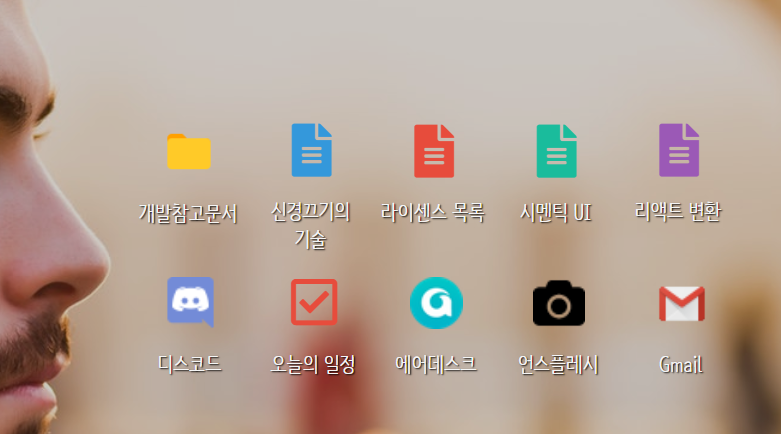 개발참고문서
신경끄기의
기술
라이센스 목록
시멘틱 UI
리액트 변환
디스코드
오늘의 일정
에어데스크
언스플래시
Gmail